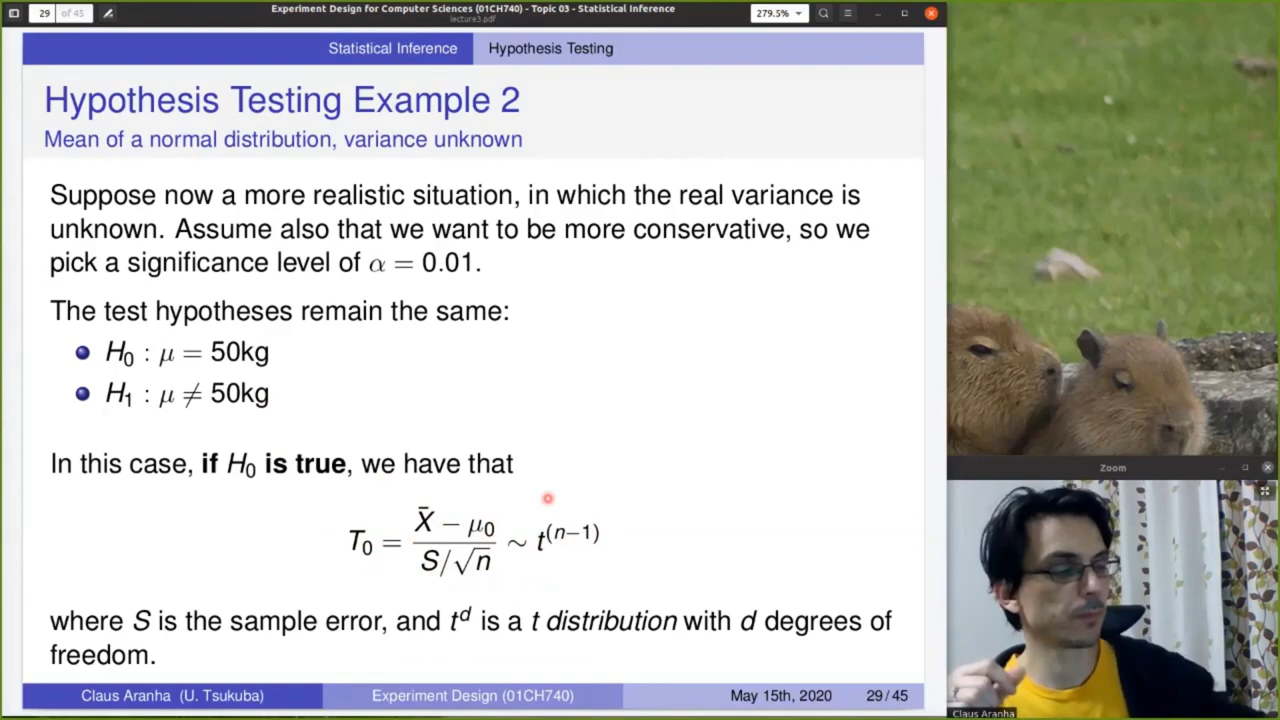 29 of 45
Experiment Design for Computer Sciences (01CH740) - Topic 03 - Statistical Inference
lecture3.pdf
279.5%
Statistical Inference Hypothesis Testing
Hypothesis Testing Example 2
Mean of a normal distribution, variance unknown
Suppose now a more realistic situation, in which the real variance is
unknown. Assume also that we want to be more conservative, so we
pick a significance level of α = 0.01.
The test hypotheses remain the same:
H₀ : μ = 50kg
H₁ : μ ≠ 50kg
In this case, if H₀ is true, we have that
T₀ = (X̄ − μ₀) / (S/√n) ∼ t⁽ⁿ⁻¹⁾
where S is the sample error, and tᵈ is a t distribution with d degrees of
freedom.
Claus Aranha (U. Tsukuba) Experiment Design (01CH740) May 15th, 2020 29 / 45
Zoom
Claus Aranha